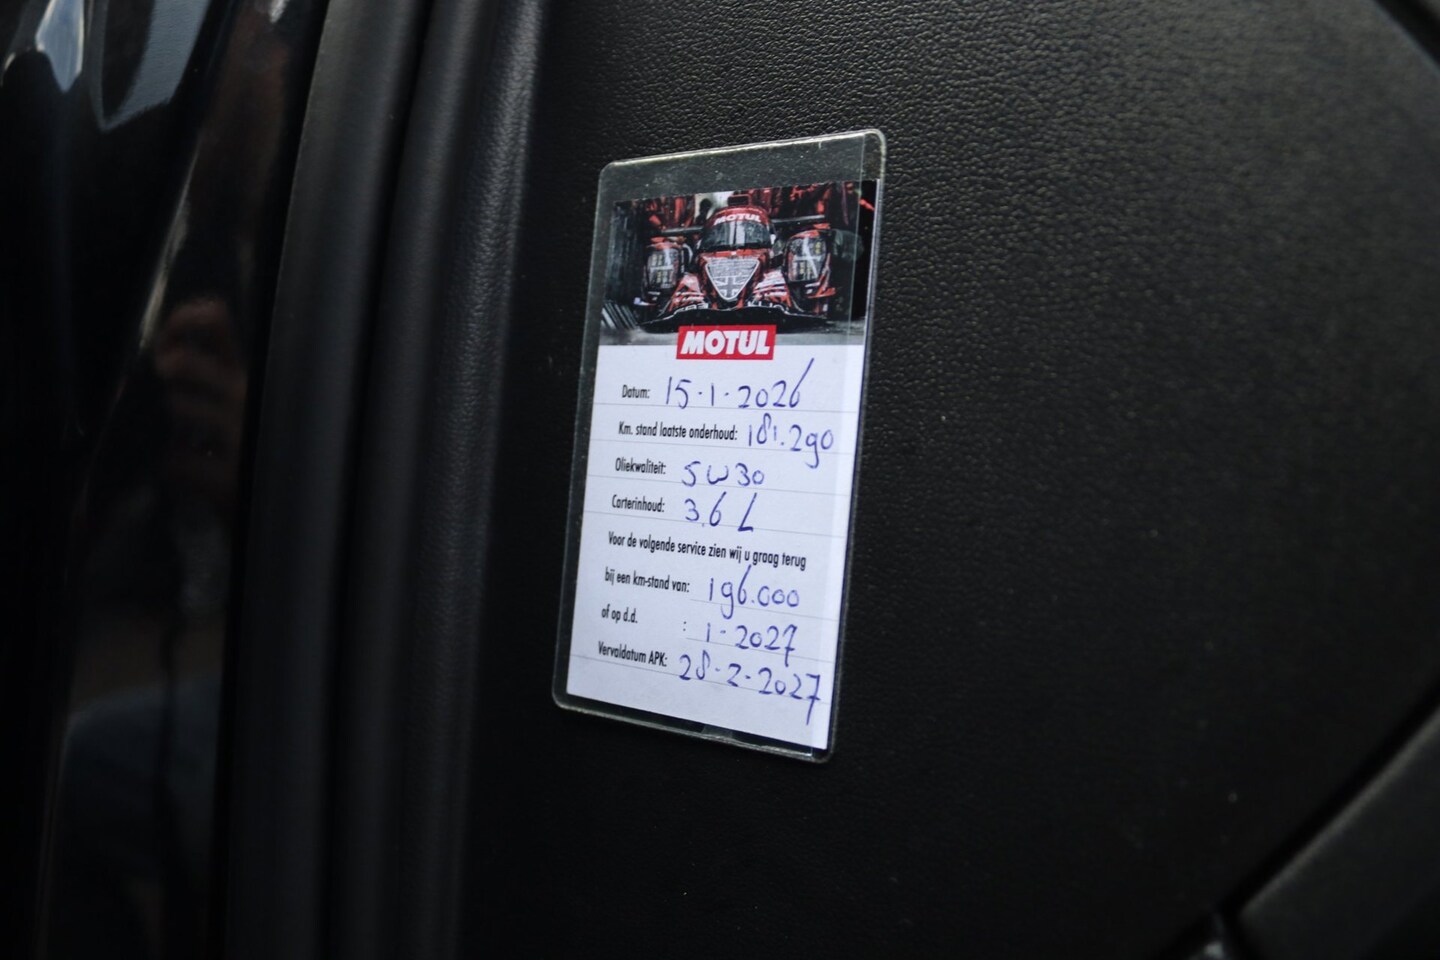 MOTUL
MOTUL
Datum: 15-1-2026
Km. stand laatste onderhoud: 181.290
Oliekwaliteit: 5W30
Carterinhoud: 3.6 L
Voor de volgende service zien wij u graag terug
bij een km-stand van: 196.000
of op d.d. : 1-2027
Vervaldatum APK: 28-2-2027